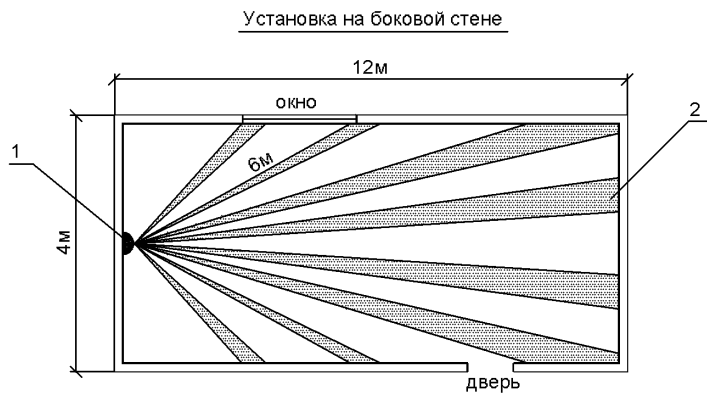 Установка на боковой стене
12м
окно
2
1
6м
4м
дверь